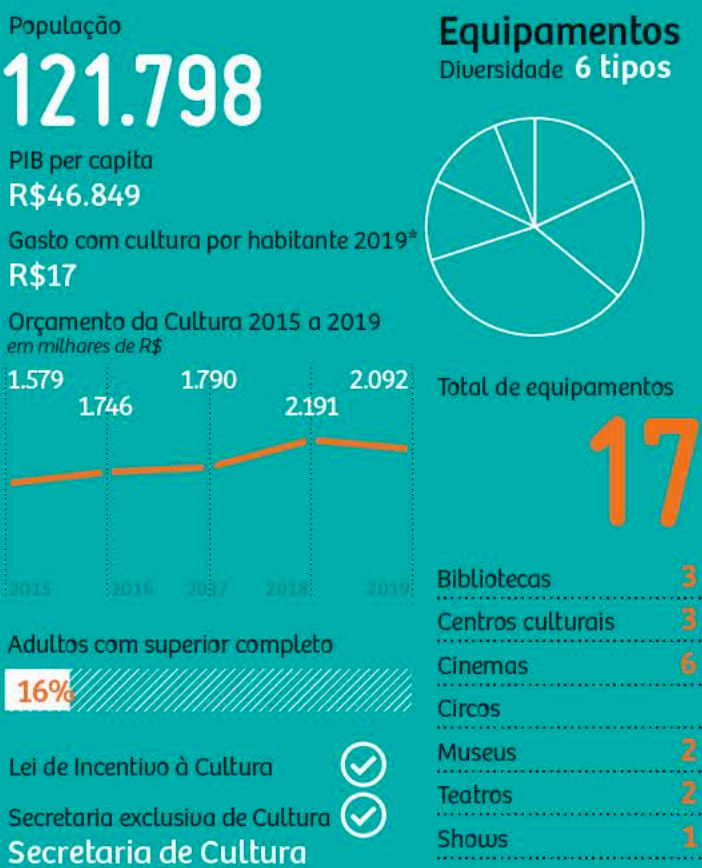 População
121.798
PIB per capita
R$46.849
Gasto com cultura por habitante 2019*
R$17
Orçamento da Cultura 2015 a 2019
em milhares de R$
1.579
1.746
1.790
2.191
2.092
2015 2016 2017 2018 2019
Adultos com superior completo
16%
Lei de Incentivo à Cultura
Secretaria exclusiva de Cultura
Secretaria de Cultura
Equipamentos
Diversidade 6 tipos
Total de equipamentos
17
Bibliotecas 3
Centros culturais 3
Cinemas 6
Circos
Museus 2
Teatros 2
Shows 1